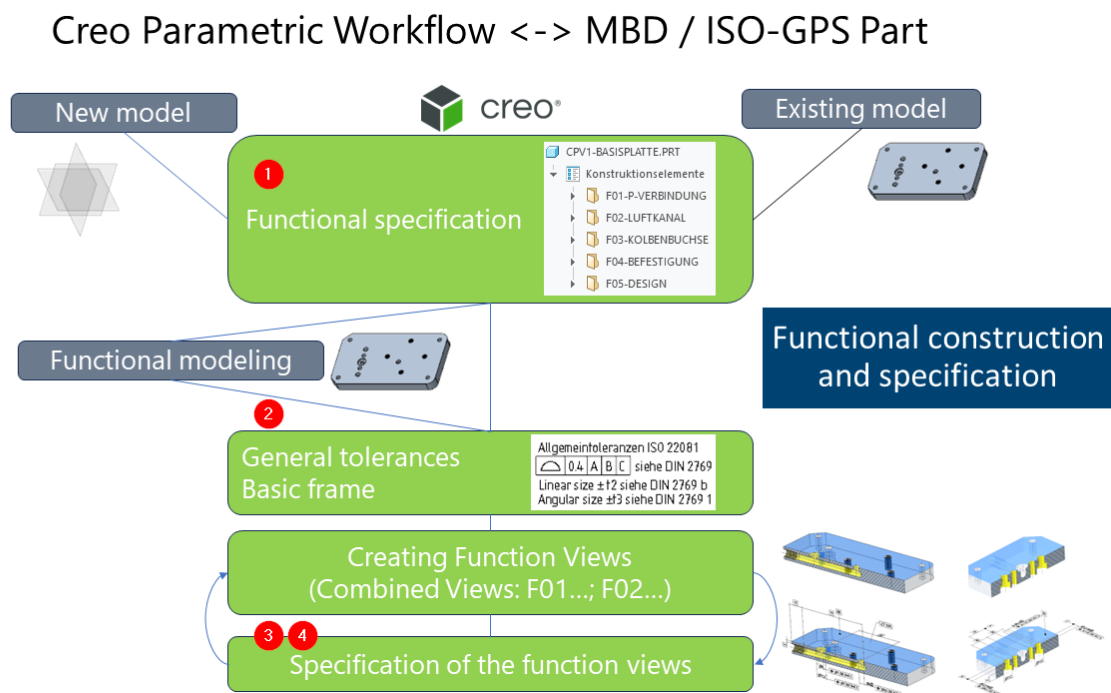 Creo Parametric Workflow <-> MBD / ISO-GPS Part
New model
creo®
Existing model
1
Functional specification
CPV1-BASISPLATTE.PRT
Konstruktionselemente
F01-P-VERBINDUNG
F02-LUFTKANAL
F03-KOLBENBUCHSE
F04-BEFESTIGUNG
F05-DESIGN
Functional modeling
Functional construction
and specification
2
General tolerances
Basic frame
Allgemeintoleranzen ISO 22081
0.4 A B C siehe DIN 2769
Linear size ±t2 siehe DIN 2769 b
Angular size ±t3 siehe DIN 2769 1
Creating Function Views
(Combined Views: F01...; F02...)
3 4
Specification of the function views